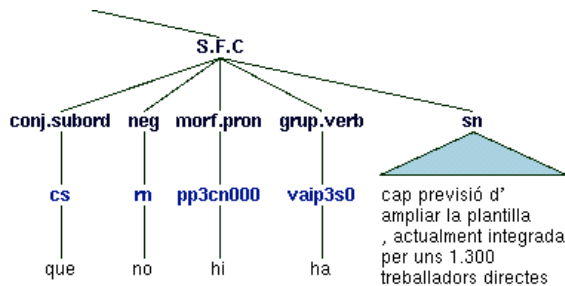 S.F.C
conj.subord neg morf.pron grup.verb sn
cs rn pp3cn000 vaip3s0
que no hi ha
cap previsió d'
ampliar la plantilla
, actualment integrada
per uns 1.300
treballadors directes